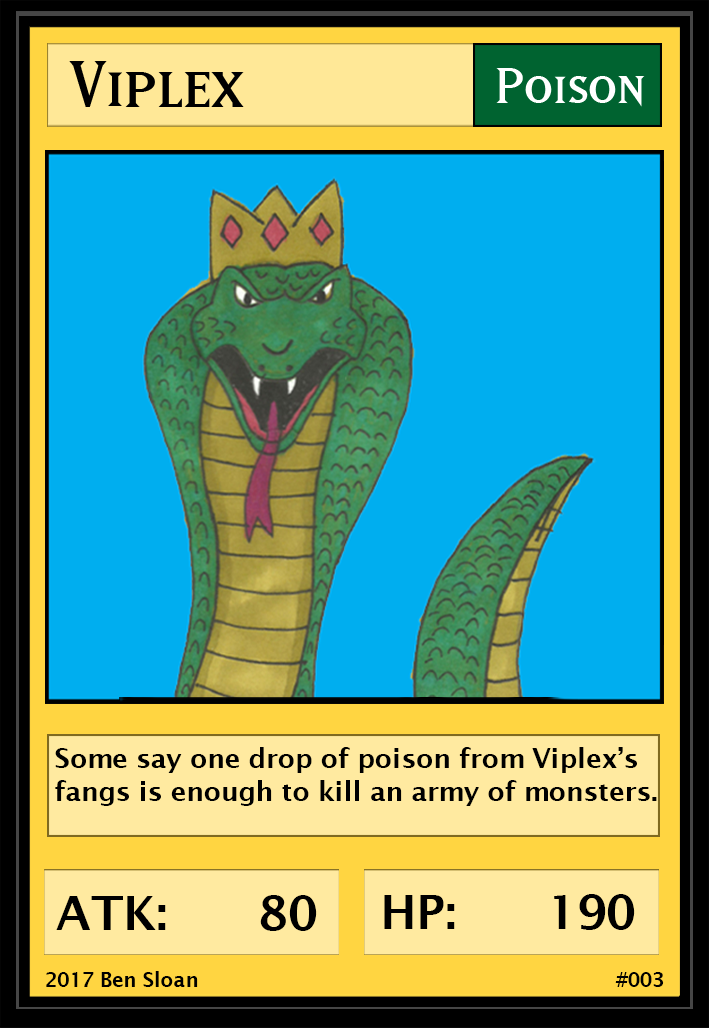 Viplex
Poison
Some say one drop of poison from Viplex's
fangs is enough to kill an army of monsters.
ATK: 80
HP: 190
2017 Ben Sloan
#003